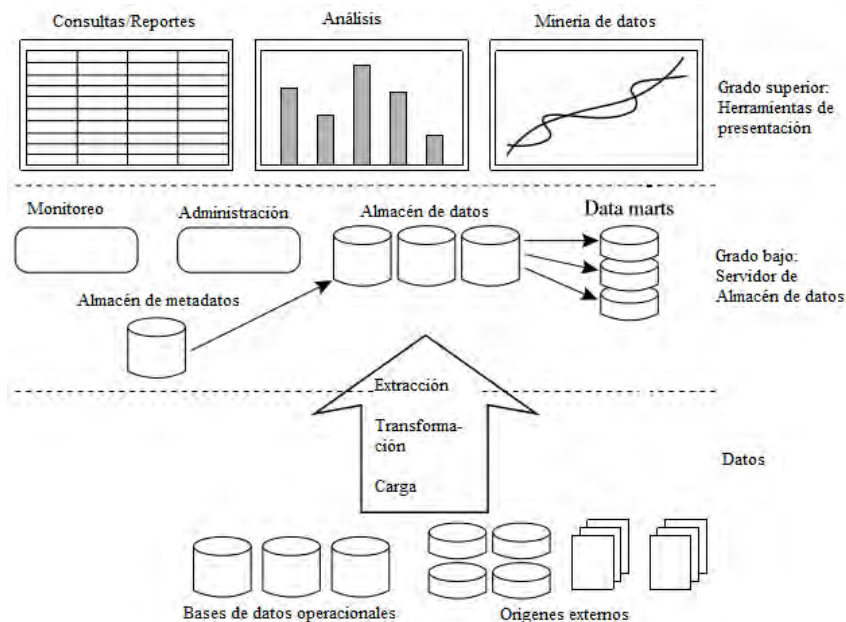 Consultas/Reportes
Análisis
Mineria de datos
Grado superior:
Herramientas de
presentación
Monitoreo
Administración
Almacén de datos
Data marts
Grado bajo:
Servidor de
Almacén de datos
Almacén de metadatos
Extracción
Transforma-
ción
Carga
Datos
Bases de datos operacionales
Origenes externos